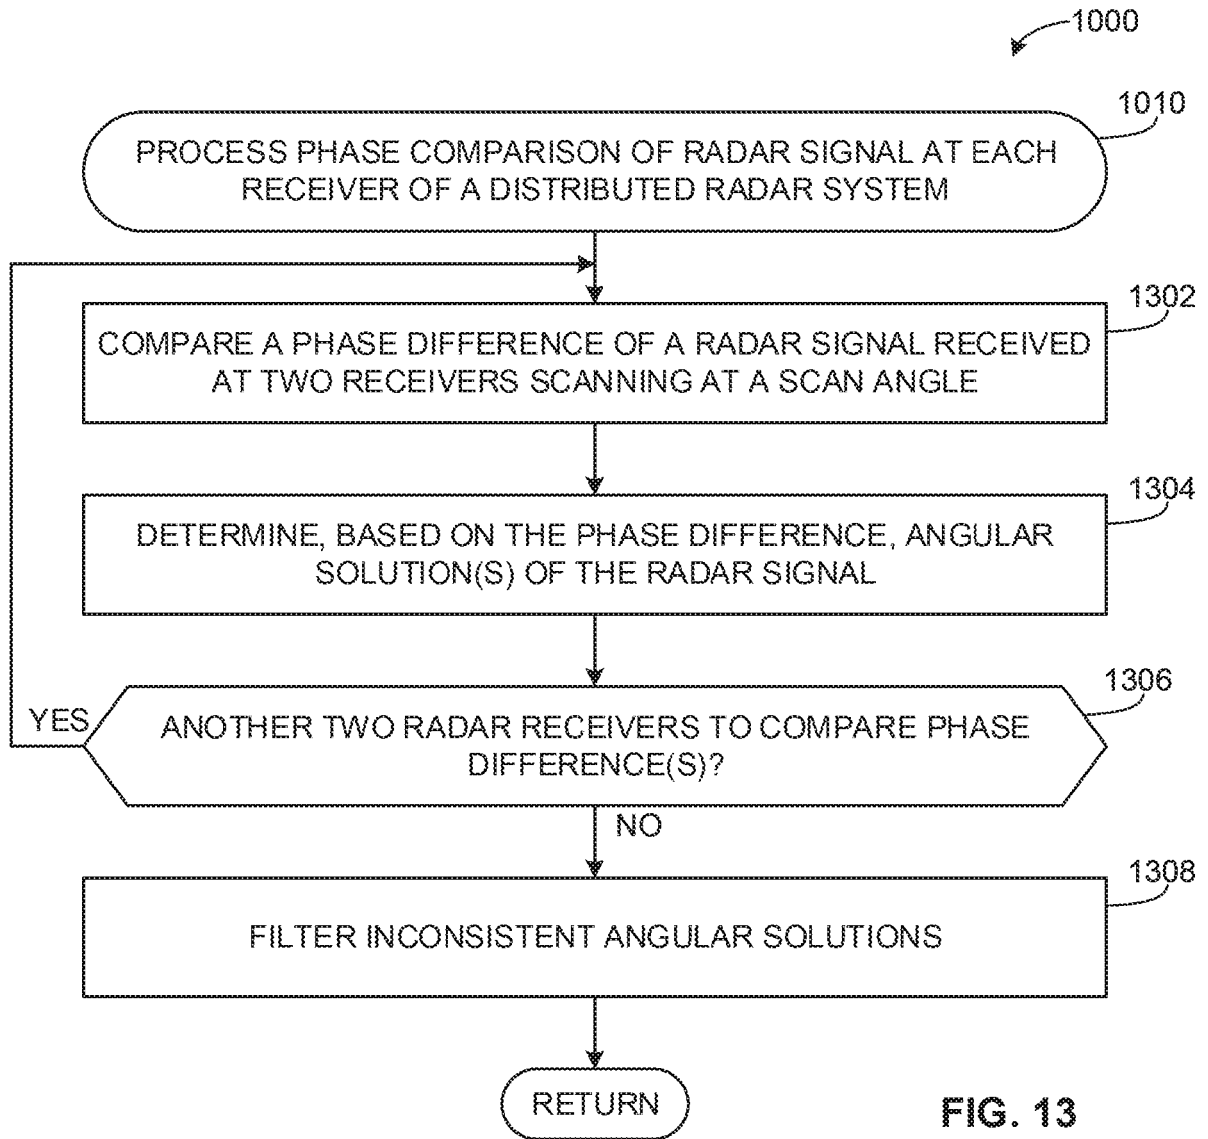 1000
1010
PROCESS PHASE COMPARISON OF RADAR SIGNAL AT EACH
RECEIVER OF A DISTRIBUTED RADAR SYSTEM
1302
COMPARE A PHASE DIFFERENCE OF A RADAR SIGNAL RECEIVED
AT TWO RECEIVERS SCANNING AT A SCAN ANGLE
1304
DETERMINE, BASED ON THE PHASE DIFFERENCE, ANGULAR
SOLUTION(S) OF THE RADAR SIGNAL
1306
YES
ANOTHER TWO RADAR RECEIVERS TO COMPARE PHASE
DIFFERENCE(S)?
NO
1308
FILTER INCONSISTENT ANGULAR SOLUTIONS
RETURN
FIG. 13